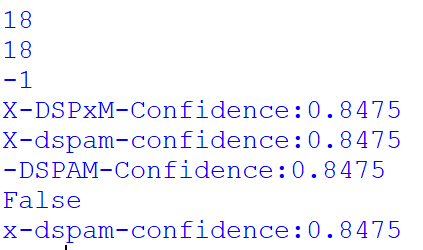 18
18
-1
X-DSPxM-Confidence:0.8475
X-dspam-confidence:0.8475
-DSPAM-Confidence:0.8475
False
x-dspam-confidence:0.8475